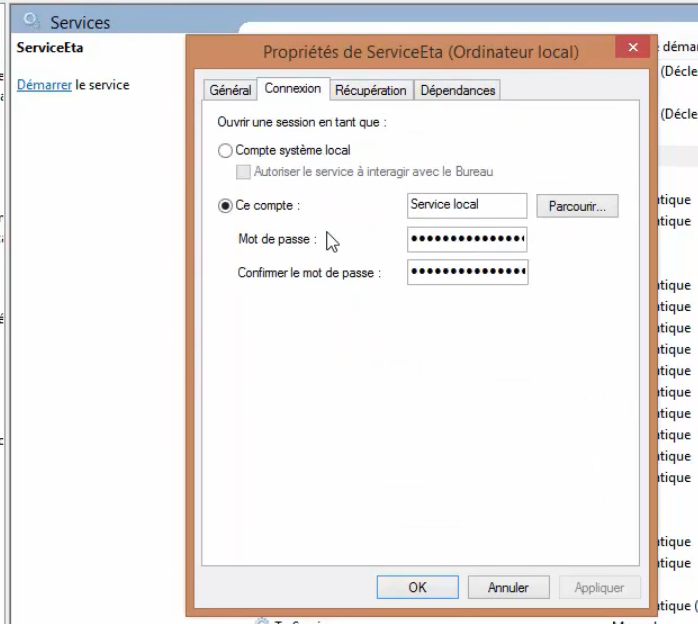 Services
ServiceEta
Démarrer le service
Propriétés de ServiceEta (Ordinateur local)
Général
Connexion
Récupération
Dépendances
Ouvrir une session en tant que :
Compte système local
Autoriser le service à interagir avec le Bureau
Ce compte :
Service local
Parcourir...
Mot de passe :
●●●●●●●●●●●●●●●
Confirmer le mot de passe :
●●●●●●●●●●●●●●●
OK
Annuler
Appliquer
démar
(Décle
(Décle
tique
tique
tique
tique
tique
tique
tique
tique
tique
tique
tique
tique
tique
tique
tique (